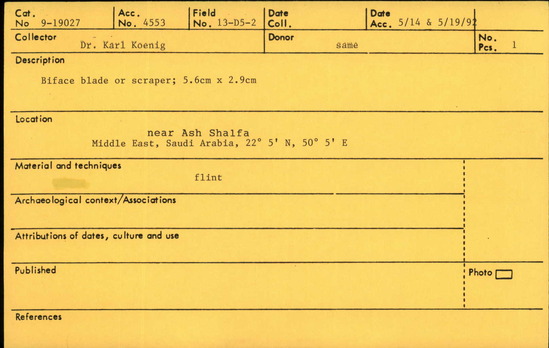 Cat. Acc. Field Date Date
No 9-19027 No. 4553 No. 13-D5-2 Coll. Acc. 5/14 & 5/19/92
Collector Donor No.
Dr. Karl Koenig same Pcs. 1
Description
Biface blade or scraper; 5.6cm x 2.9cm
Location
near Ash Shalfa
Middle East, Saudi Arabia, 22° 5' N, 50° 5' E
Material and techniques
flint
Archaeological context/Associations
Attributions of dates, culture and use
Published Photo
References